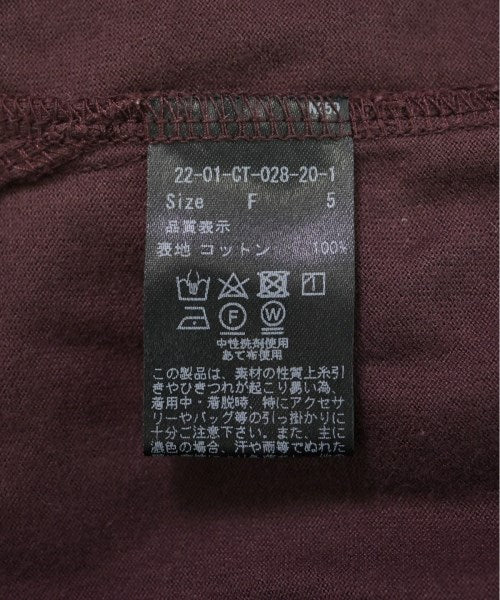 22-01-CT-028-20-1
Size F 5
品質表示
表地 コットン 100%
F W
中性洗剤使用
あて布使用
この製品は、素材の性質上糸引
きやひきつれが起こり易い為、
着用中・着脱時、特にアクセサ
リーやバッグ等の引っ掛かりに
十分ご注意下さい。また、主に
濃色の場合、汗や雨等でぬれた